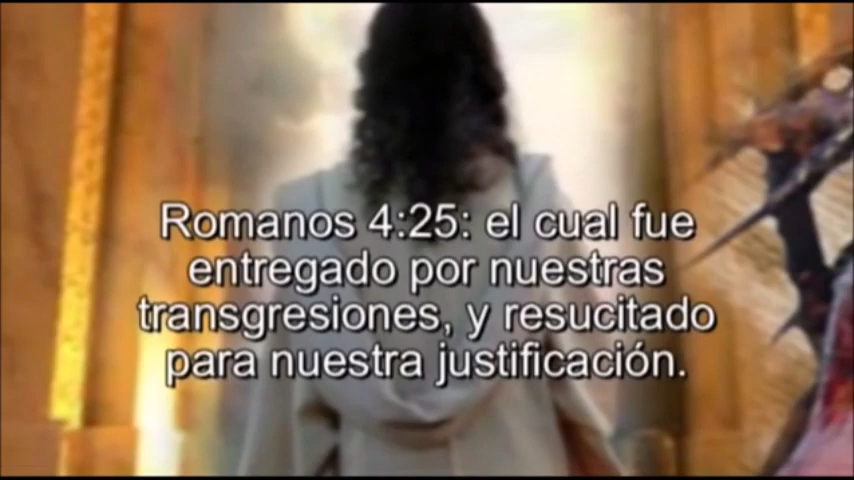 Romanos 4:25: el cual fue
entregado por nuestras
transgresiones, y resucitado
para nuestra justificación.